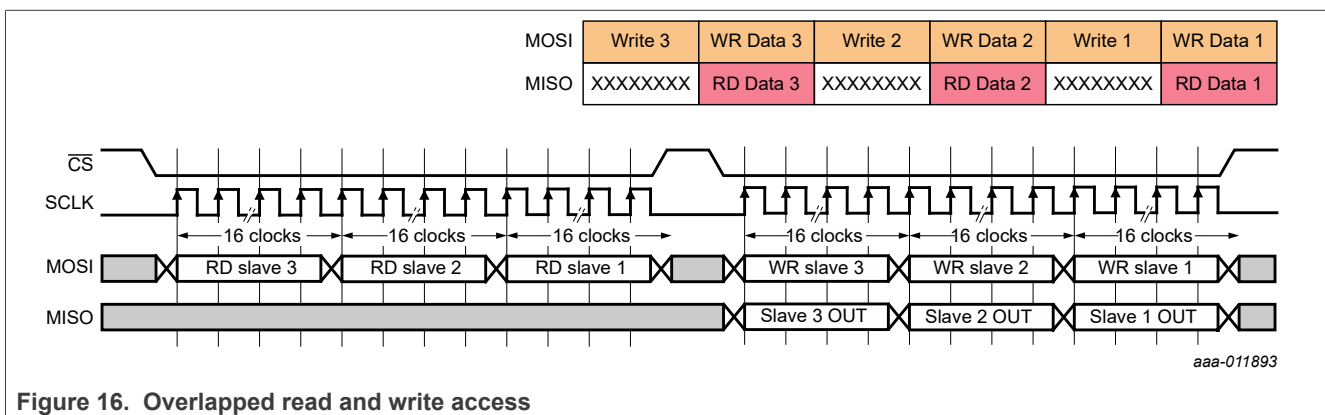 MOSI Write 3 WR Data 3 Write 2 WR Data 2 Write 1 WR Data 1
MISO XXXXXXXX RD Data 3 XXXXXXXX RD Data 2 XXXXXXXX RD Data 1
CS
SCLK
16 clocks 16 clocks 16 clocks 16 clocks 16 clocks 16 clocks
MOSI RD slave 3 RD slave 2 RD slave 1 WR slave 3 WR slave 2 WR slave 1
MISO Slave 3 OUT Slave 2 OUT Slave 1 OUT
aaa-011893
Figure 16. Overlapped read and write access